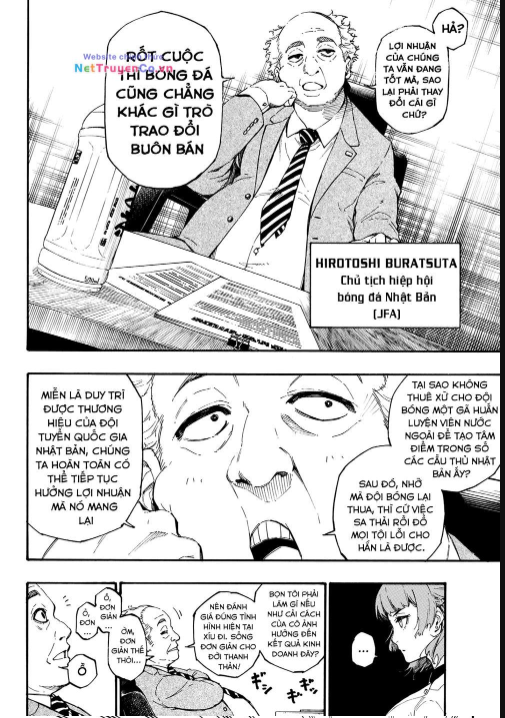 HẢ?
LỢI NHUẬN
CỦA CHÚNG
TA VẪN ĐANG
TỐT MÀ, SAO
LẠI PHẢI THAY
ĐỔI CÁI GÌ
CHỨ?
Website chính thức
NetTruyenCo.vn
RỐT CUỘC
THÌ BÓNG ĐÁ
CŨNG CHẲNG
KHÁC GÌ TRÒ
TRAO ĐỔI
BUÔN BÁN
HIROTOSHI BURATSUTA
Chủ tịch hiệp hội
bóng đá Nhật Bản
(JFA)
TẠI SAO KHÔNG
THUÊ XỪ CHO ĐỘI
BÓNG MỘT GÃ HUẤN
LUYỆN VIÊN NƯỚC
NGOÀI ĐỂ TẠO TÂM
ĐIỂM TRONG SỐ
CÁC CẦU THỦ NHẬT
BẢN ẤY?
SAU ĐÓ, NHỠ
MÀ ĐỘI BÓNG LẠI
THUA, THÌ CỨ VIỆC
SA THẢI RỒI ĐỔ
MỌI TỘI LỖI CHO
HẮN LÀ ĐƯỢC.
MIỄN LÀ DUY TRÌ
ĐƯỢC THƯƠNG
HIỆU CỦA ĐỘI
TUYỂN QUỐC GIA
NHẬT BẢN, CHÚNG
TA HOÀN TOÀN CÓ
THỂ TIẾP TỤC
HƯỞNG LỢI NHUẬN
MÀ NÓ MANG
LẠI
...
BỌN TÔI PHẢI
LÀM GÌ NẾU
NHƯ CẢI CÁCH
CỦA CÔ ẢNH
HƯỞNG ĐẾN
KẾT QUẢ KINH
DOANH ĐÂY?
NÊN ĐÁNH
GIÁ ĐÚNG TÌNH
HÌNH HIỆN TẠI
XÍU ĐI. SỐNG
ĐƠN GIẢN CHO
ĐỜI THANH
THẢN!
Ờ, ĐƠN
GIẢN
...
Ờ,
ĐƠN
...
ỜM,
ĐƠN
GIẢN THẾ
THÔI...
Ồ